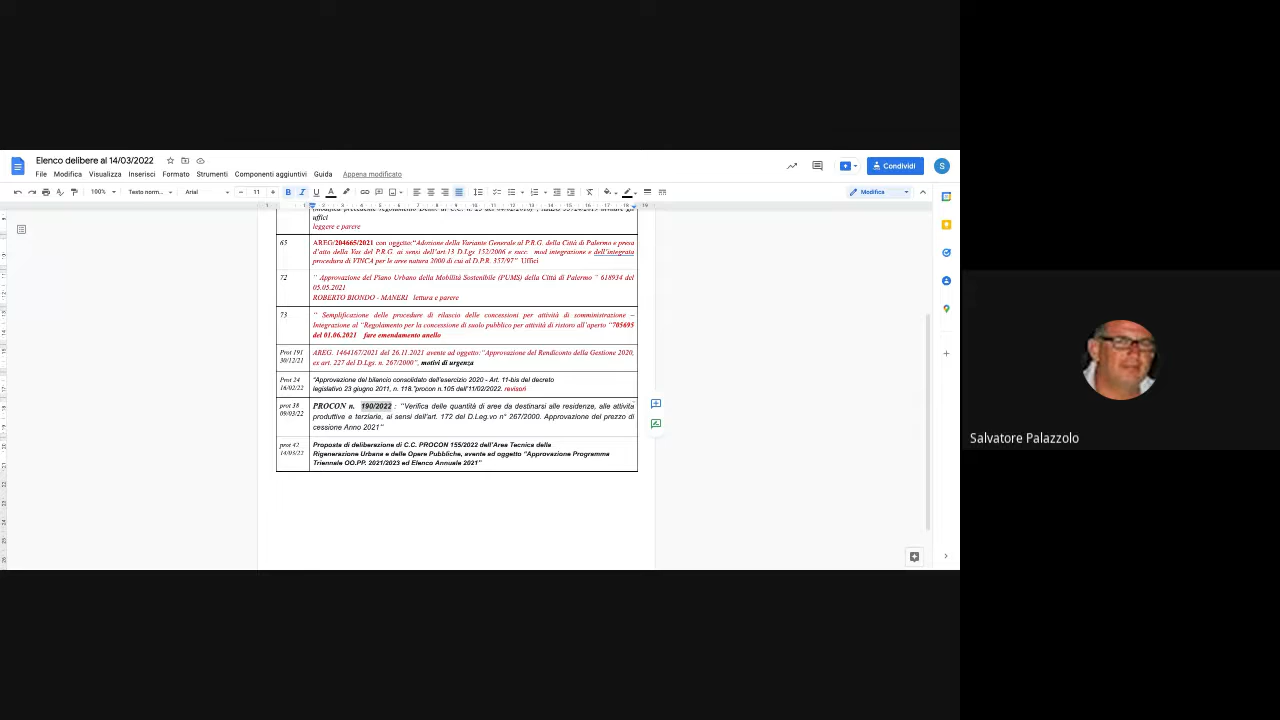 Elenco delibere al 14/03/2022
File Modifica Visualizza Inserisci Formato Strumenti Componenti aggiuntivi Guida Appena modificato
Condividi
S
100% Testo norm... Arial 11 Modifica
uffici
leggere e parere
65 AREG/204665/2021 con oggetto:"Adozione della Variante Generale al P.R.G. della Città di Palermo e presa
d'atto della Vas del P.R.G. ai sensi dell'art.13 D.Lgs 152/2006 e succ. mod integrazione e dell'integrata
procedura di VINCA per le aree natura 2000 di cui al D.P.R. 357/97" Uffici
72 " Approvazione del Piano Urbano della Mobilità Sostenibile (PUMS) della Città di Palermo " 618934 del
05.05.2021
ROBERTO BIONDO - MANERI lettura e parere
73 " Semplificazione delle procedure di rilascio delle concessioni per attività di somministrazione –
Integrazione al "Regolamento per la concessione di suolo pubblico per attività di ristoro all'aperto "705695
del 01.06.2021 fare emendamento anello
Prot 191 AREG. 1464167/2021 del 26.11.2021 avente ad oggetto:"Approvazione del Rendiconto della Gestione 2020,
30/12/21 ex art. 227 del D.Lgs. n. 267/2000", motivi di urgenza
Prot 24 "Approvazione del bilancio consolidato dell'esercizio 2020 - Art. 11-bis del decreto
16/02/22 legislativo 23 giugno 2011, n. 118."procon n.105 dell'11/02/2022. revisori
prot 38 PROCON n. 190/2022 : "Verifica delle quantità di aree da destinarsi alle residenze, alle attività
09/03/22 produttive e terziarie, ai sensi dell'art. 172 del D.Leg.vo n° 267/2000. Approvazione del prezzo di
cessione Anno 2021"
prot 42 Proposta di deliberazione di C.C. PROCON 155/2022 dell'Area Tecnica della
14/03/22 Rigenerazione Urbana e delle Opere Pubbliche, avente ad oggetto "Approvazione Programma
Triennale OO.PP. 2021/2023 ed Elenco Annuale 2021"
Salvatore Palazzolo